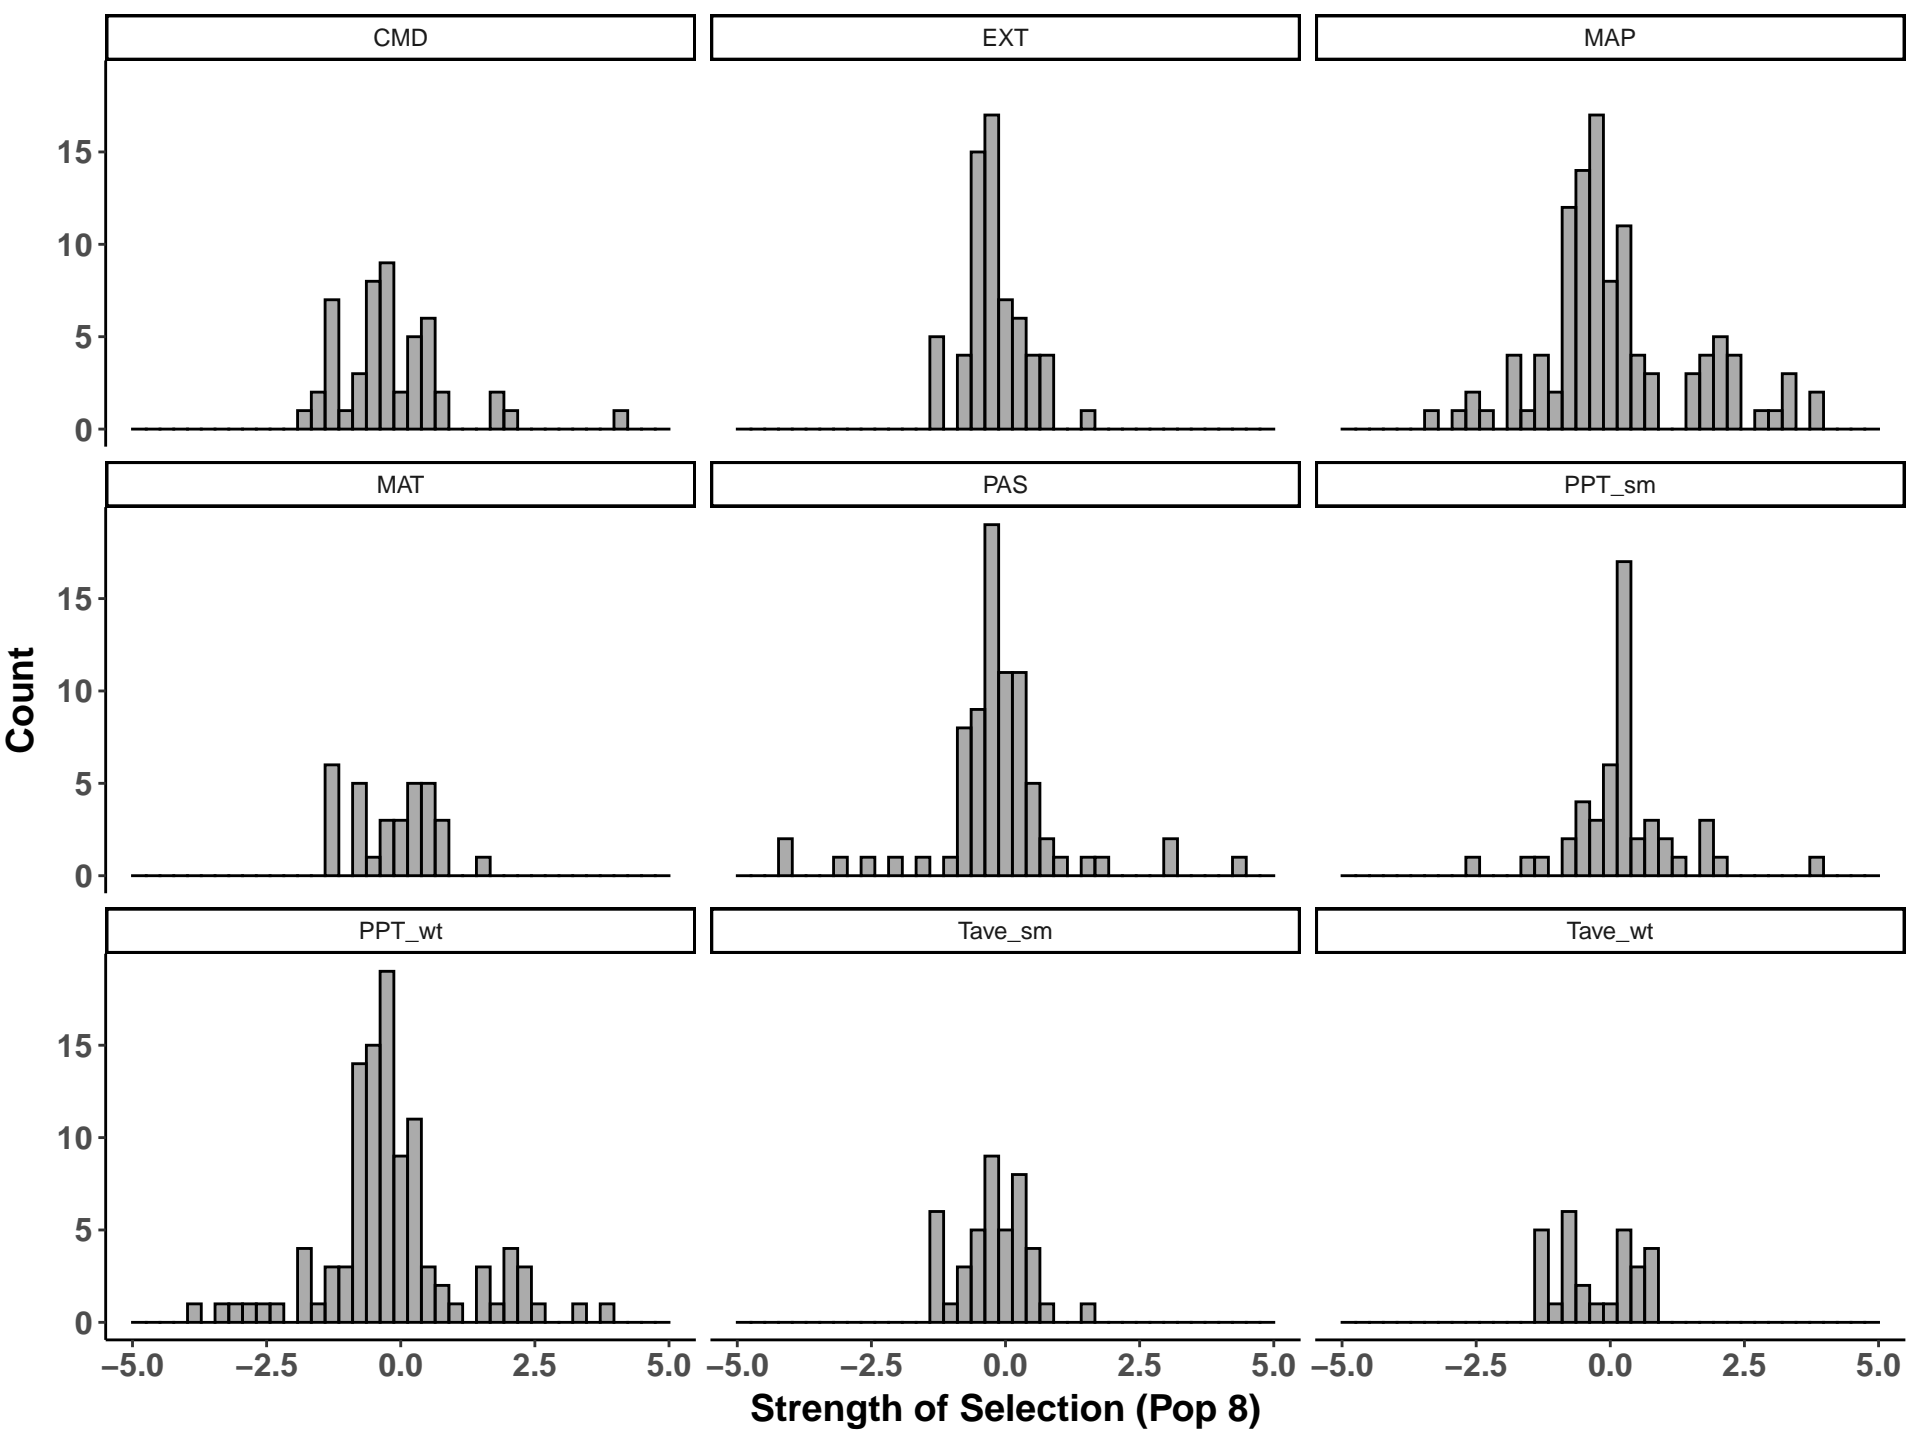 CMD EXT MAP
15
10
5
0
MAT PAS PPT_sm
15
10
5
0
Count
PPT_wt Tave_sm Tave_wt
15
10
5
0
−5.0 −2.5 0.0 2.5 5.0 −5.0 −2.5 0.0 2.5 5.0 −5.0 −2.5 0.0 2.5 5.0
Strength of Selection (Pop 8)